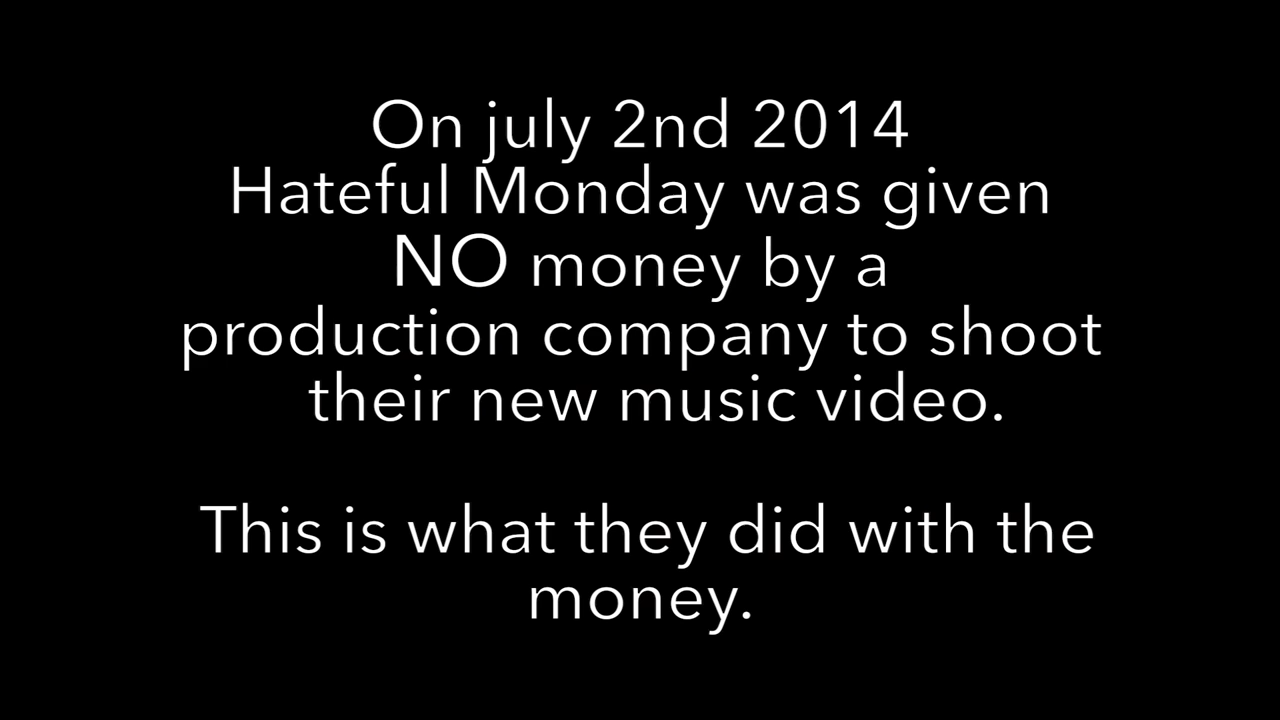 On july 2nd 2014
Hateful Monday was given
NO money by a
production company to shoot
their new music video.
This is what they did with the
money.